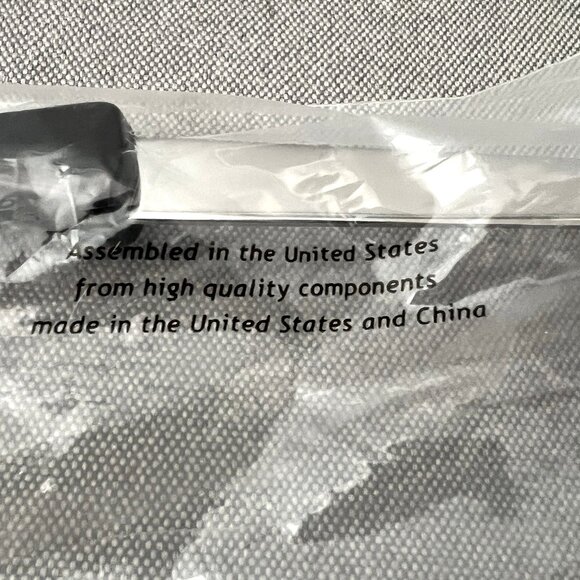 Assembled in the United States
from high quality components
made in the United States and China